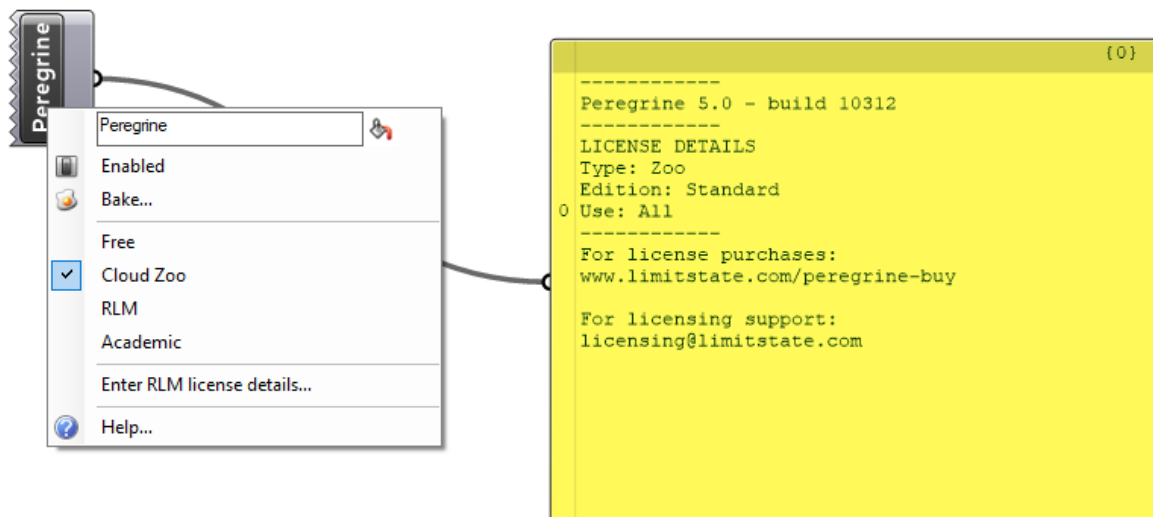 Peregrine
Peregrine
Enabled
Bake...
Free
Cloud Zoo
RLM
Academic
Enter RLM license details...
Help...
{0}
------------
Peregrine 5.0 - build 10312
------------
LICENSE DETAILS
Type: Zoo
Edition: Standard
0 Use: All
------------
For license purchases:
www.limitstate.com/peregrine-buy
For licensing support:
licensing@limitstate.com